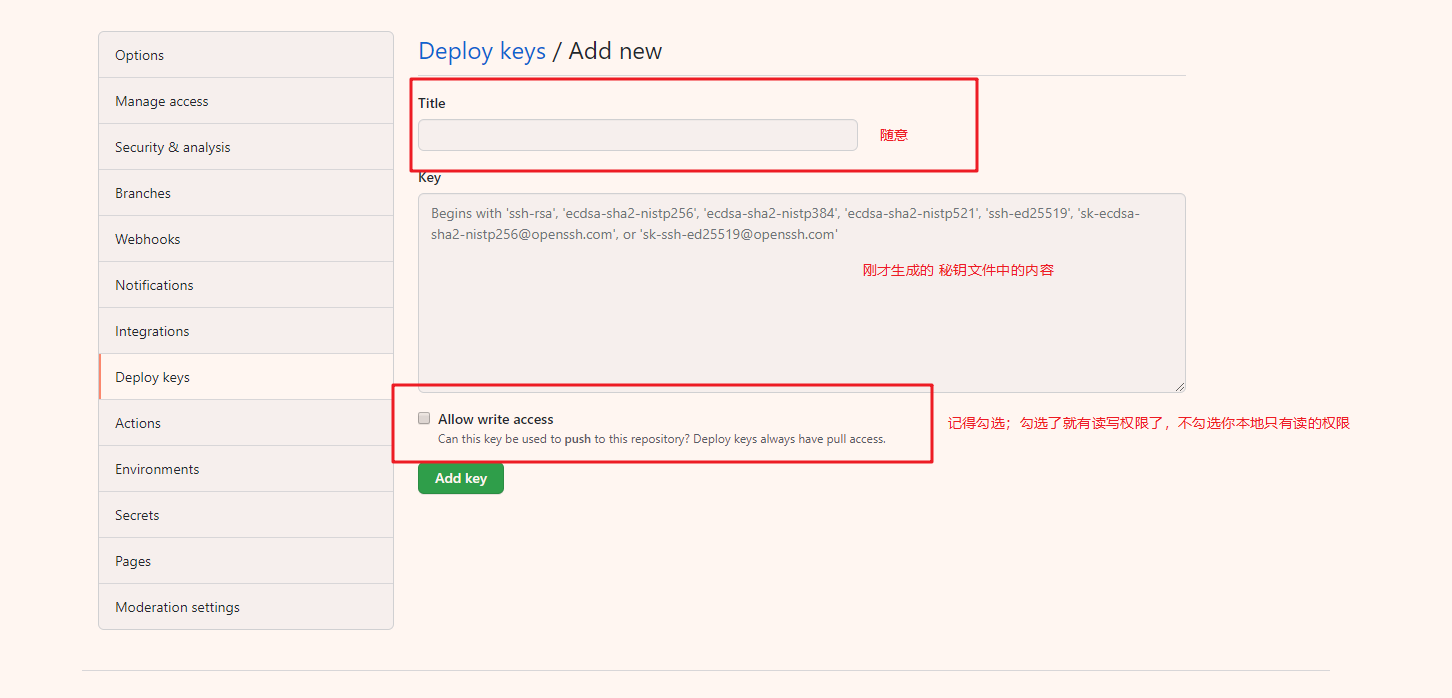 Options
Manage access
Security & analysis
Branches
Webhooks
Notifications
Integrations
Deploy keys
Actions
Environments
Secrets
Pages
Moderation settings
Deploy keys / Add new
Title
随意
Key
Begins with 'ssh-rsa', 'ecdsa-sha2-nistp256', 'ecdsa-sha2-nistp384', 'ecdsa-sha2-nistp521', 'ssh-ed25519', 'sk-ecdsa-
sha2-nistp256@openssh.com', or 'sk-ssh-ed25519@openssh.com'
刚才生成的 秘钥文件中的内容
Allow write access
Can this key be used to push to this repository? Deploy keys always have pull access.
记得勾选；勾选了就有读写权限了，不勾选你本地只有读的权限
Add key